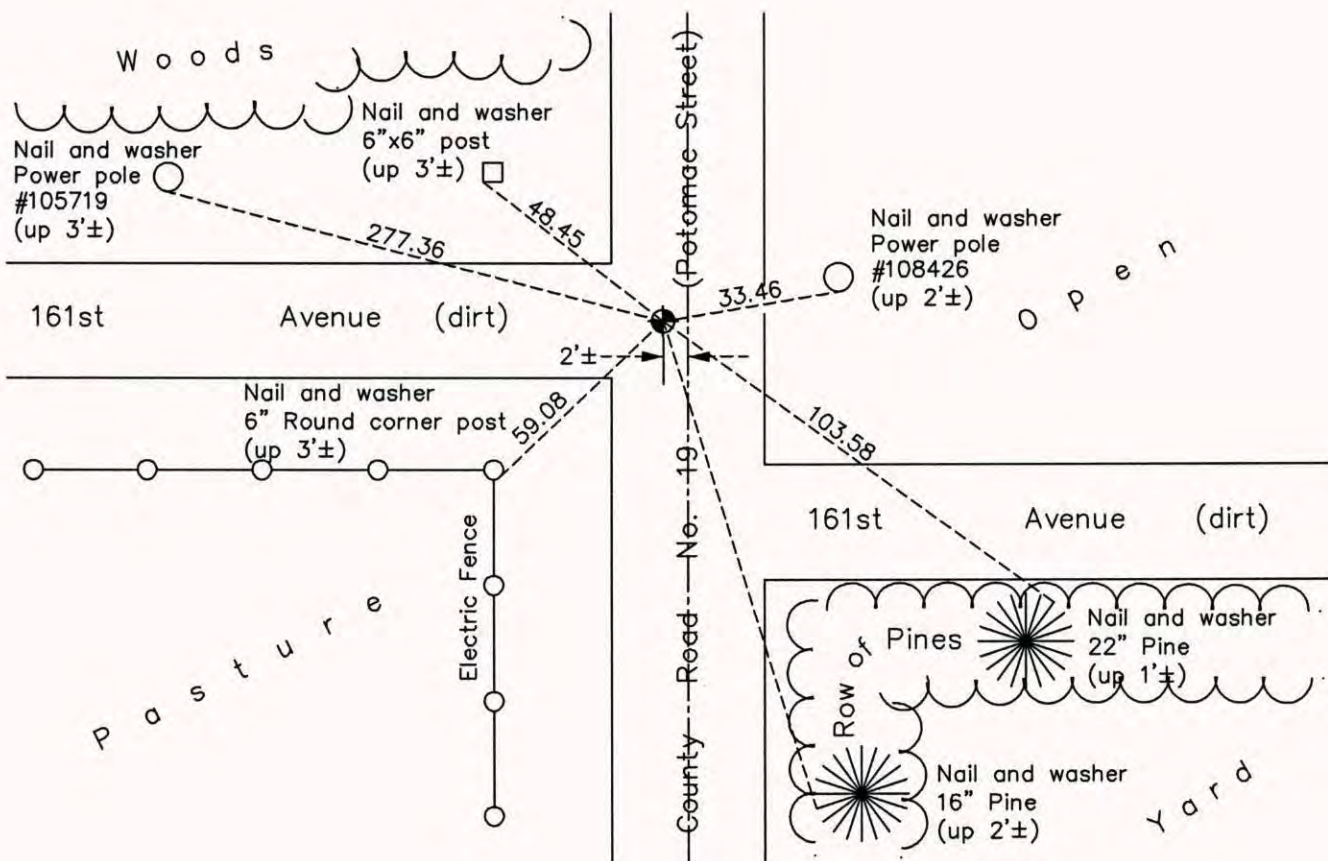 Woods
Nail and washer
6"x6" post
(up 3'±)
Nail and washer
Power pole
#105719
(up 3'±)
277.36
48.45
(Potomac Street)
33.46
Nail and washer
Power pole
#108426
(up 2'±)
Open
161st Avenue (dirt)
2'±
Nail and washer
6" Round corner post
(up 3'±)
59.08
103.58
County Road No. 19
161st Avenue (dirt)
Electric Fence
Pasture
Row of Pines
Nail and washer
22" Pine
(up 1'±)
Nail and washer
16" Pine
(up 2'±)
Yard